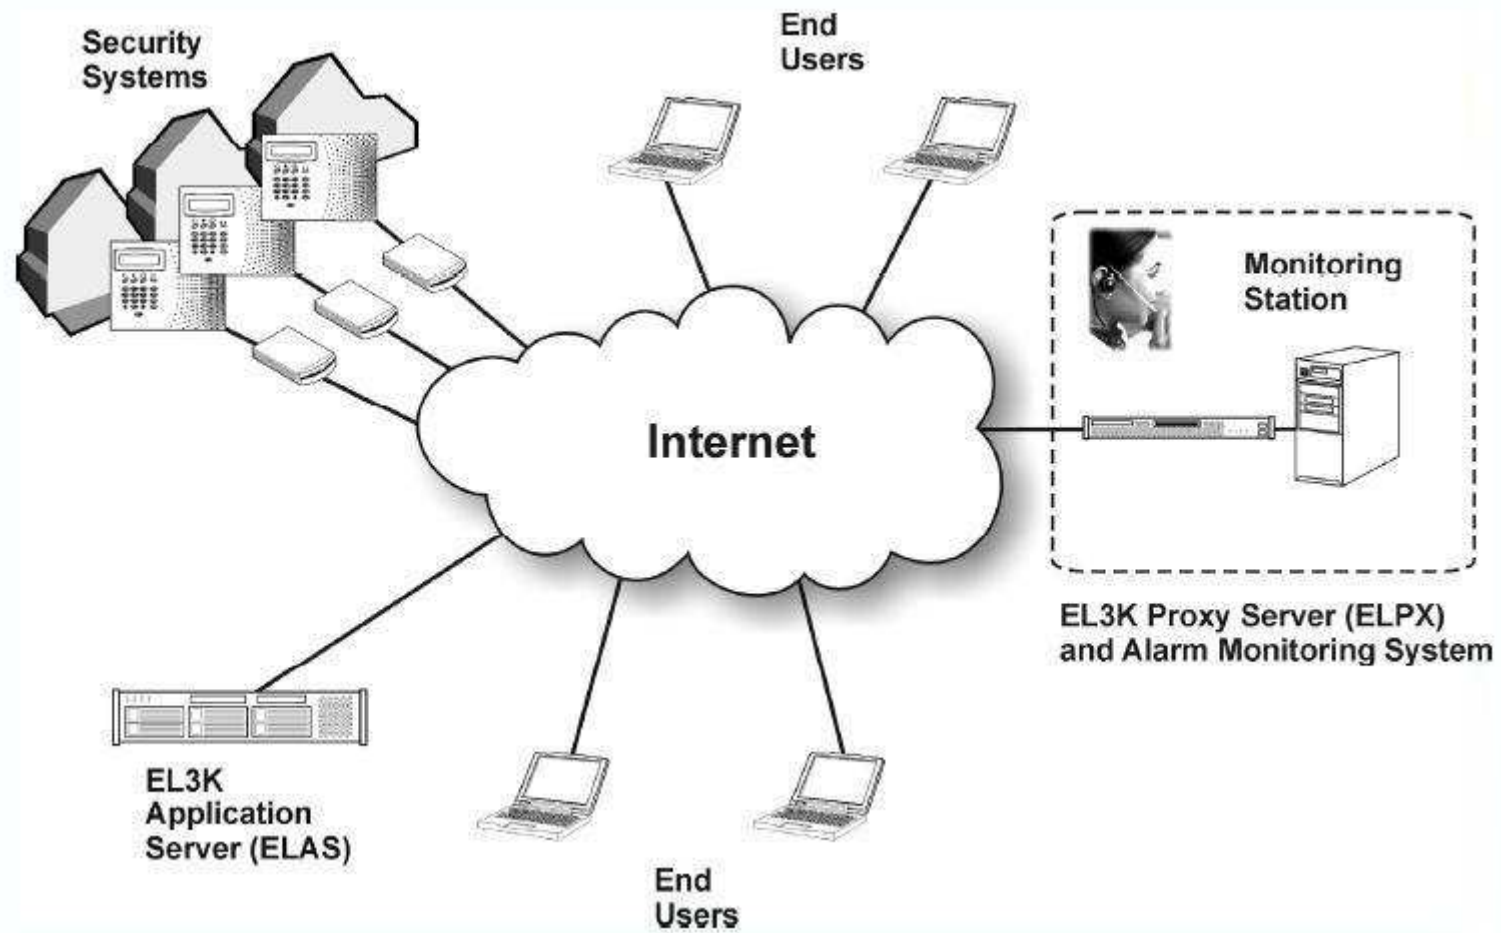 Security
Systems
End
Users
Monitoring
Station
Internet
EL3K Proxy Server (ELPX)
and Alarm Monitoring System
EL3K
Application
Server (ELAS)
End
Users